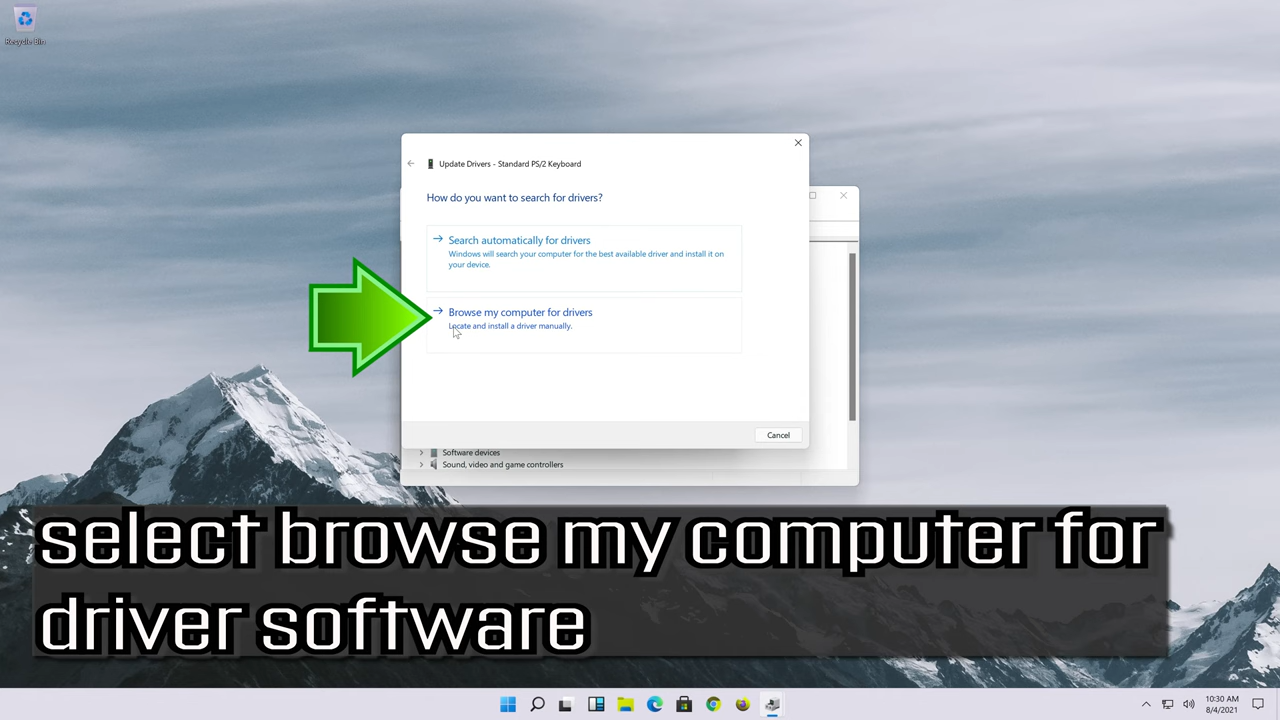 Recycle Bin
Update Drivers - Standard PS/2 Keyboard
How do you want to search for drivers?
Search automatically for drivers
Windows will search your computer for the best available driver and install it on
your device.
Browse my computer for drivers
Locate and install a driver manually.
Cancel
Software devices
Sound, video and game controllers
select browse my computer for
driver software
10:30 AM
8/4/2021